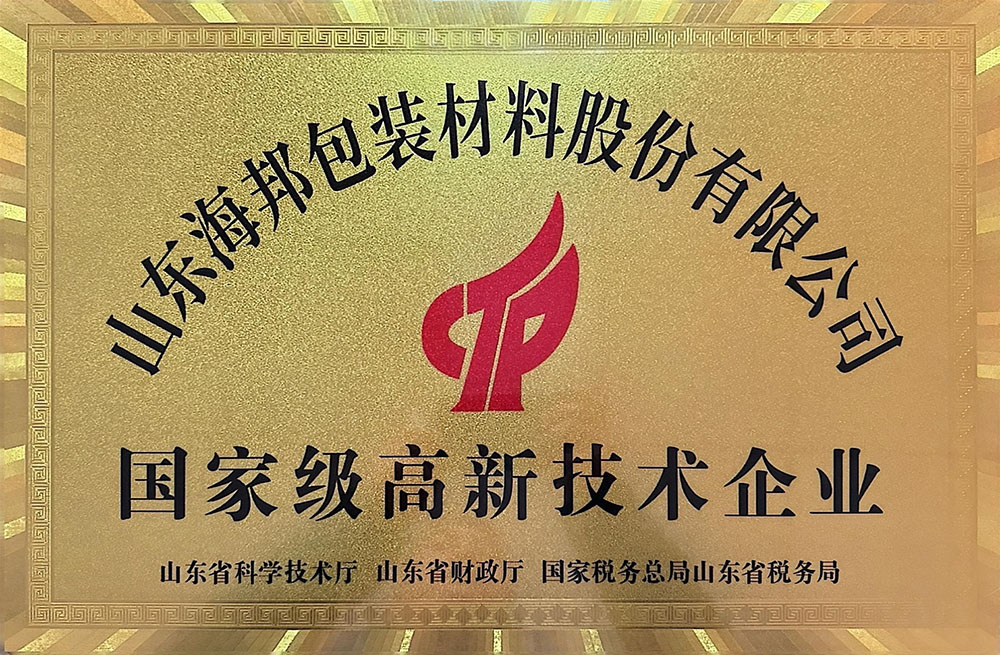 山东海邦包装材料股份有限公司
国家级高新技术企业
山东省科学技术厅 山东省财政厅 国家税务总局山东省税务局